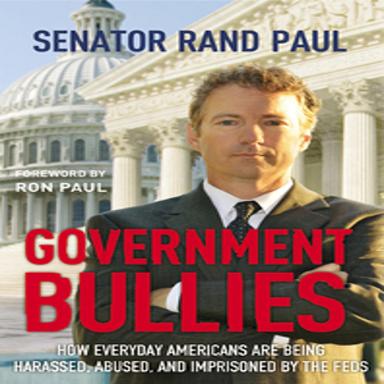 SENATOR RAND PAUL
FOREWORD BY
RON PAUL
GOVERNMENT
BULLIES
HOW EVERYDAY AMERICANS ARE BEING
HARASSED, ABUSED, AND IMPRISONED BY THE FEDS